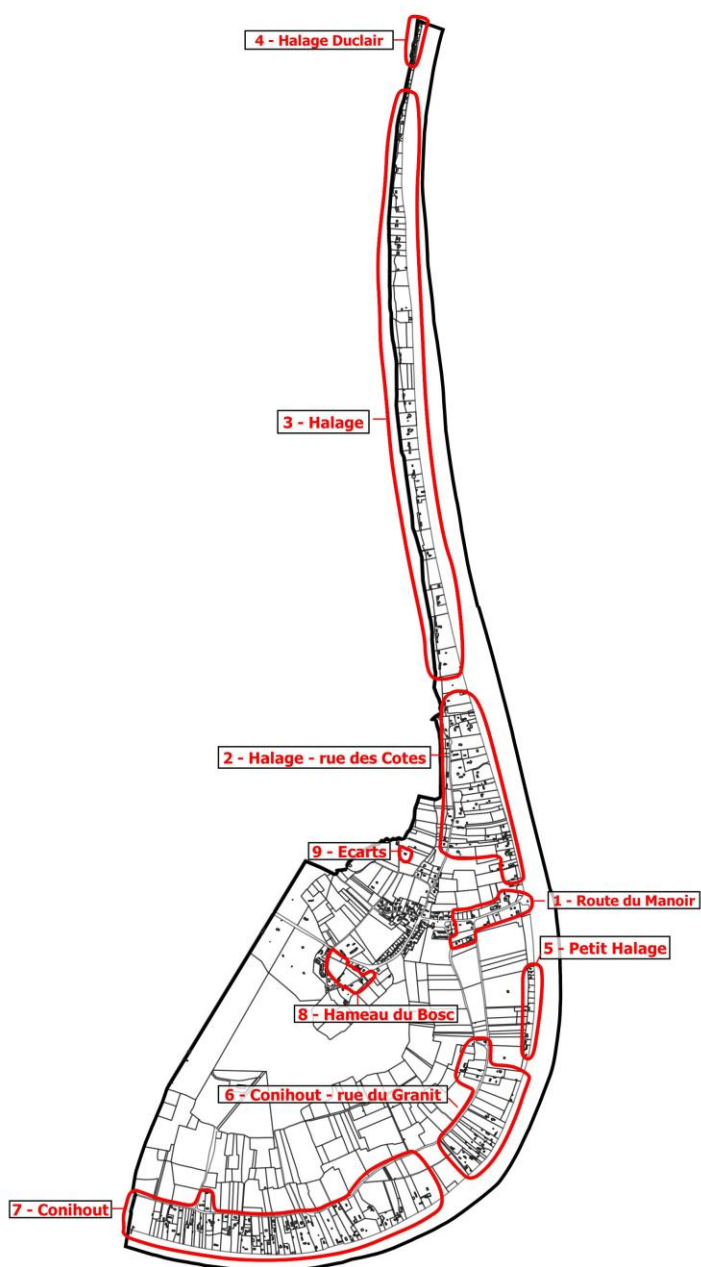 4 - Halage Duclair
3 - Halage
2 - Halage - rue des Cotes
9 - Ecarts
1 - Route du Manoir
5 - Petit Halage
8 - Hameau du Bosc
6 - Conihout - rue du Granit
7 - Conihout